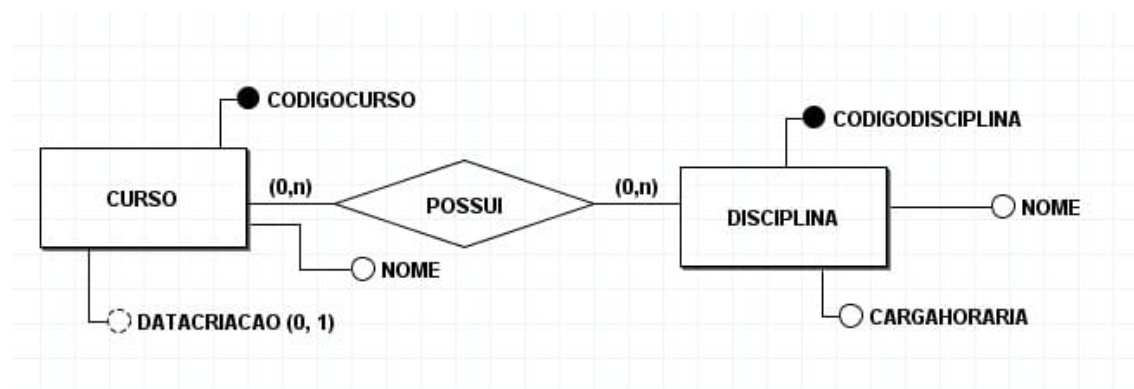 CODIGOCURSO
CODIGODISCIPLINA
CURSO
(0,n)
POSSUI
(0,n)
DISCIPLINA
NOME
NOME
DATACRIACAO (0, 1)
CARGAHORARIA